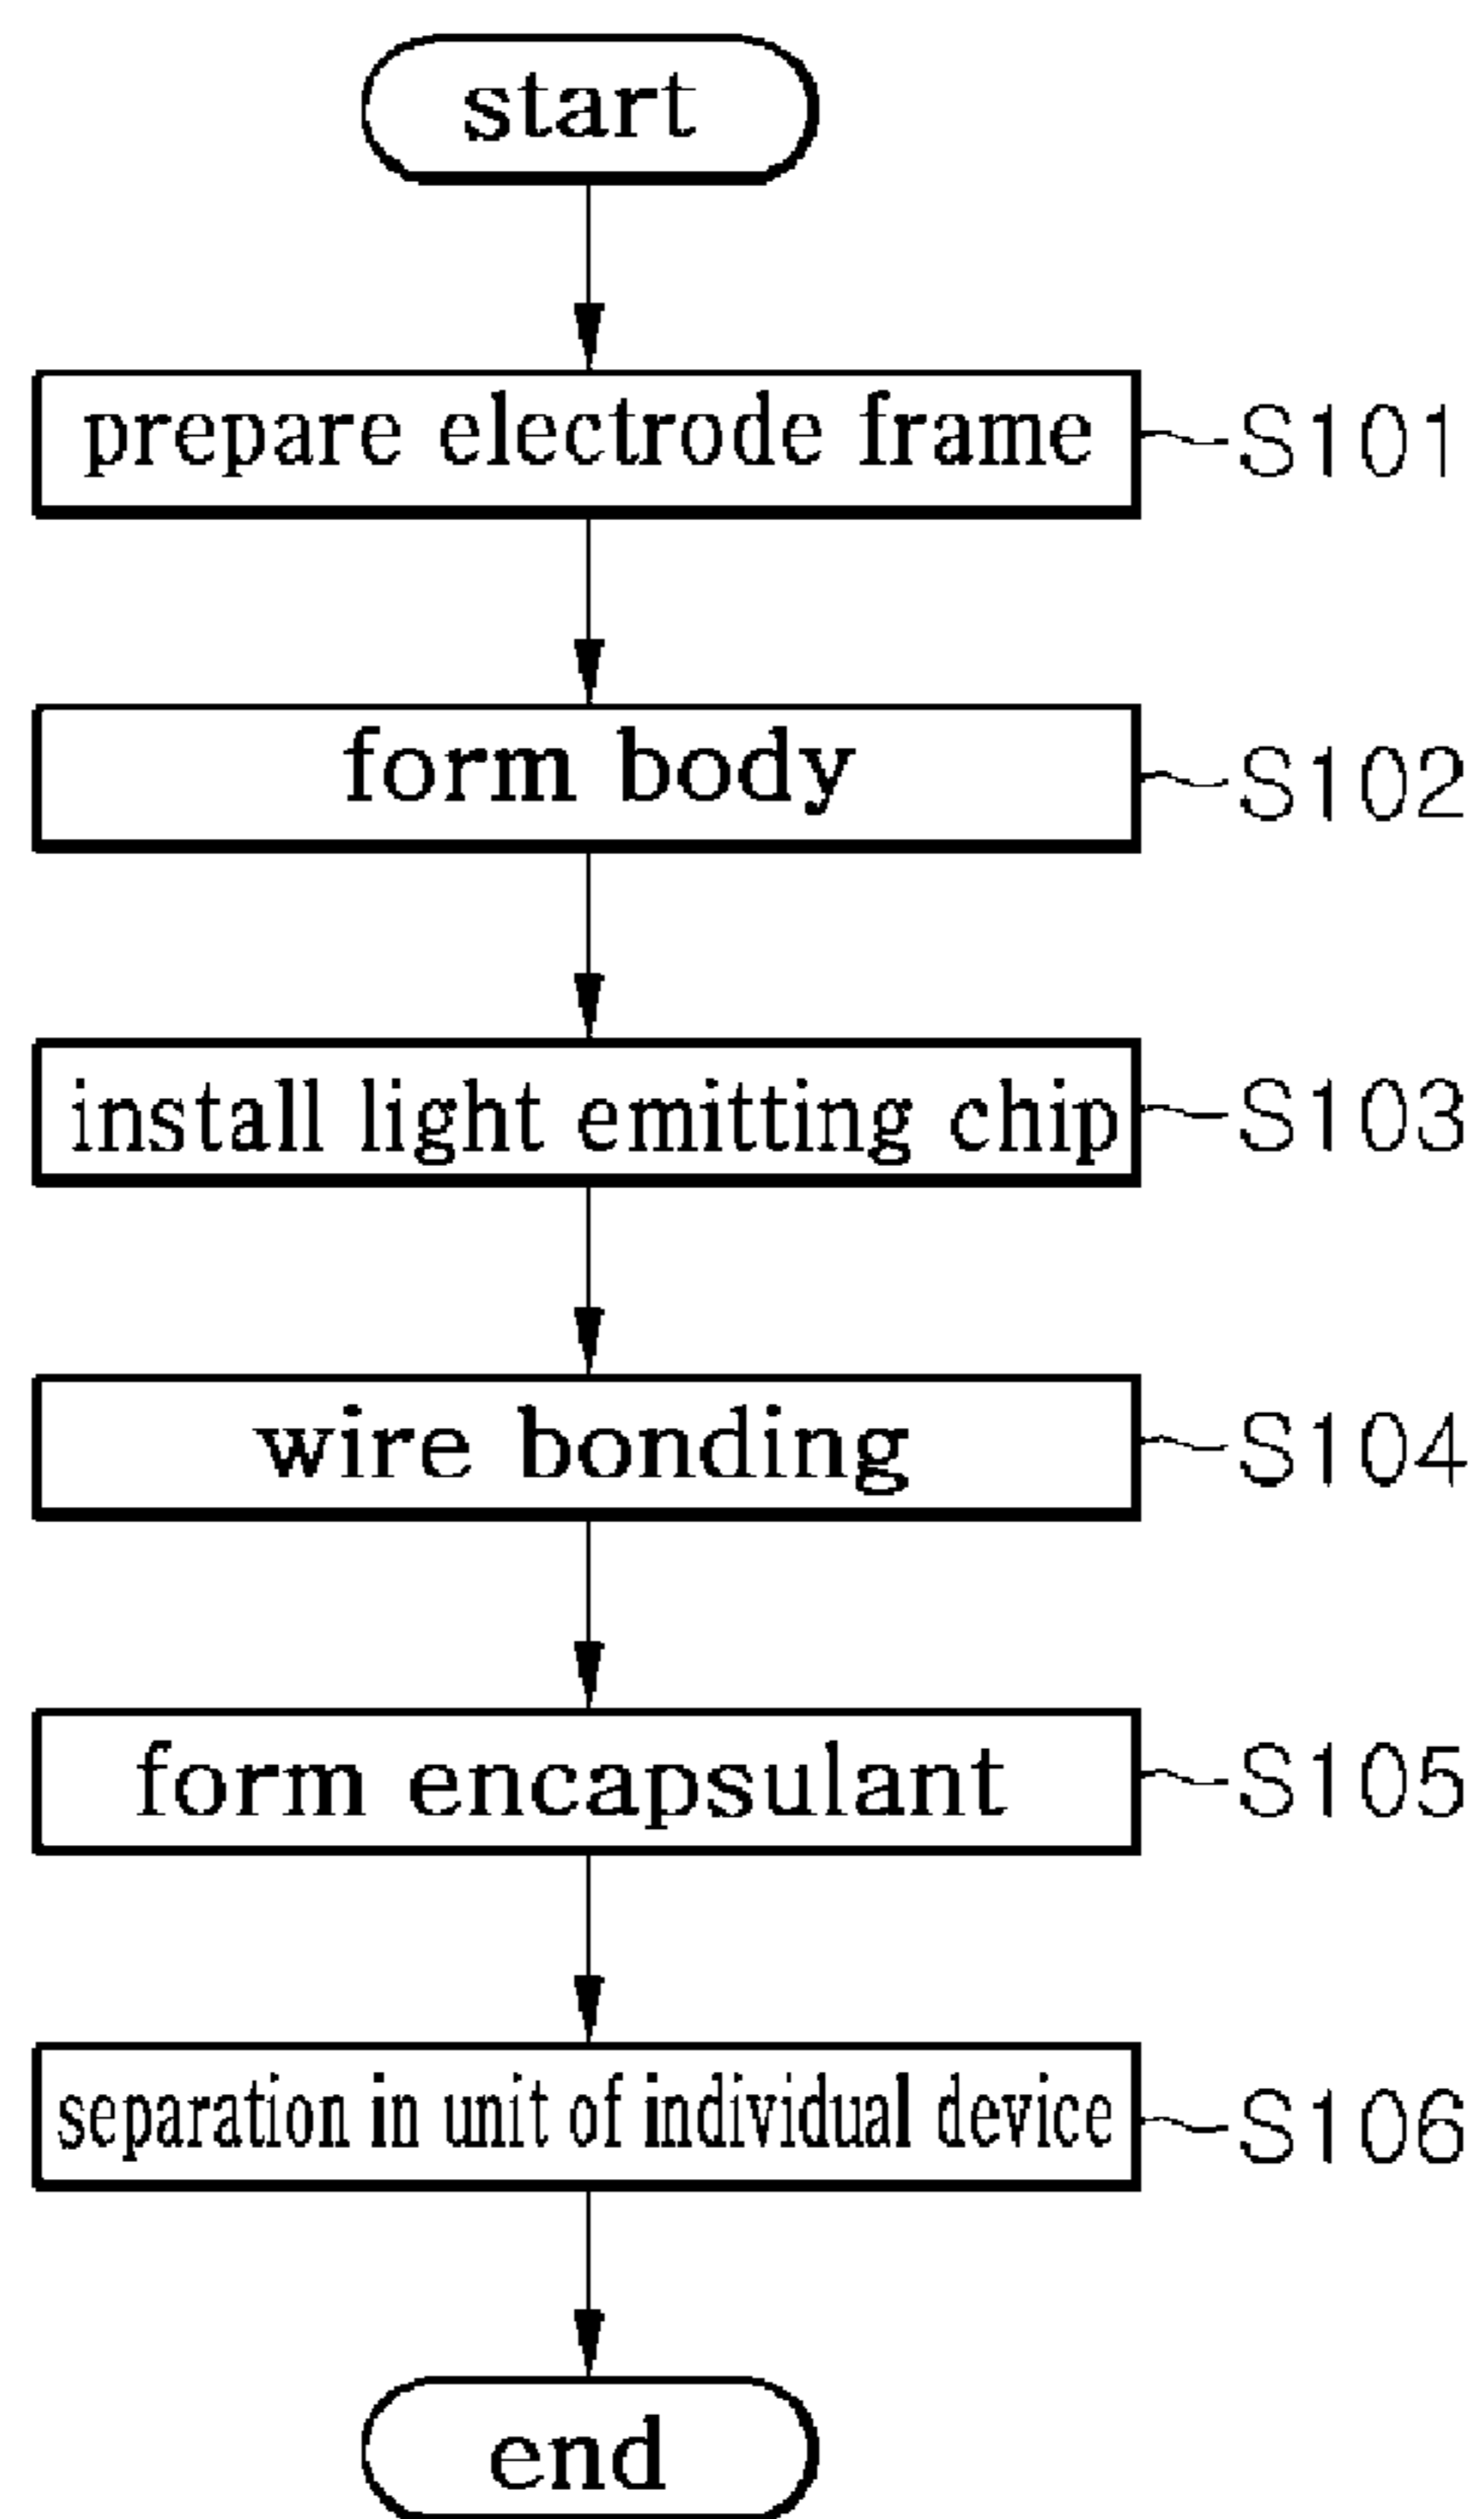 start
prepare electrode frame S101
form body S102
install light emitting chip S103
wire bonding S104
form encapsulant S105
separation in unit of individual device S106
end